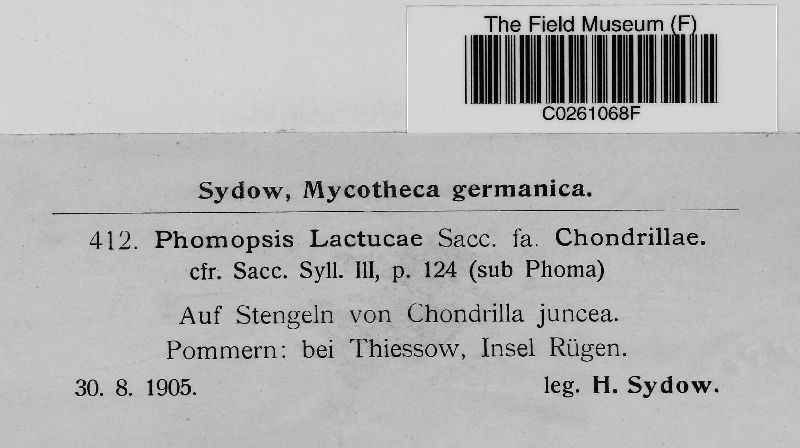 The Field Museum (F)
C0261068F
Sydow, Mycotheca germanica.
412. Phomopsis Lactucae Sacc. fa. Chondrillae.
cfr. Sacc. Syll. III, p. 124 (sub Phoma)
Auf Stengeln von Chondrilla juncea.
Pommern: bei Thiessow, Insel Rügen.
30. 8. 1905. leg. H. Sydow.